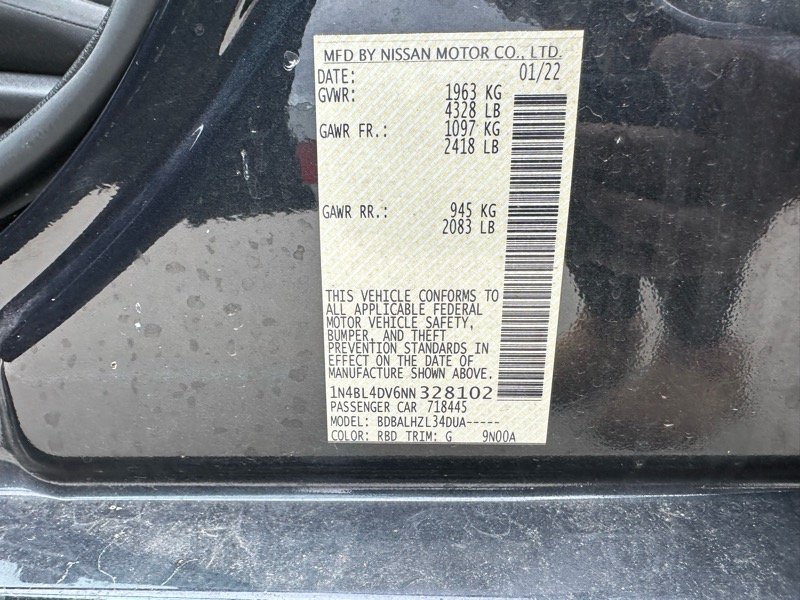 MFD BY NISSAN MOTOR CO., LTD.
DATE: 01/22
GVWR: 1963 KG
4328 LB
GAWR FR.: 1097 KG
2418 LB
GAWR RR.: 945 KG
2083 LB
THIS VEHICLE CONFORMS TO
ALL APPLICABLE FEDERAL
MOTOR VEHICLE SAFETY,
BUMPER, AND THEFT
PREVENTION STANDARDS IN
EFFECT ON THE DATE OF
MANUFACTURE SHOWN ABOVE.
1N4BL4DV6NN328102
PASSENGER CAR 718445
MODEL: BDBALHZL34DUA-----
COLOR: RBD TRIM: G 9N00A